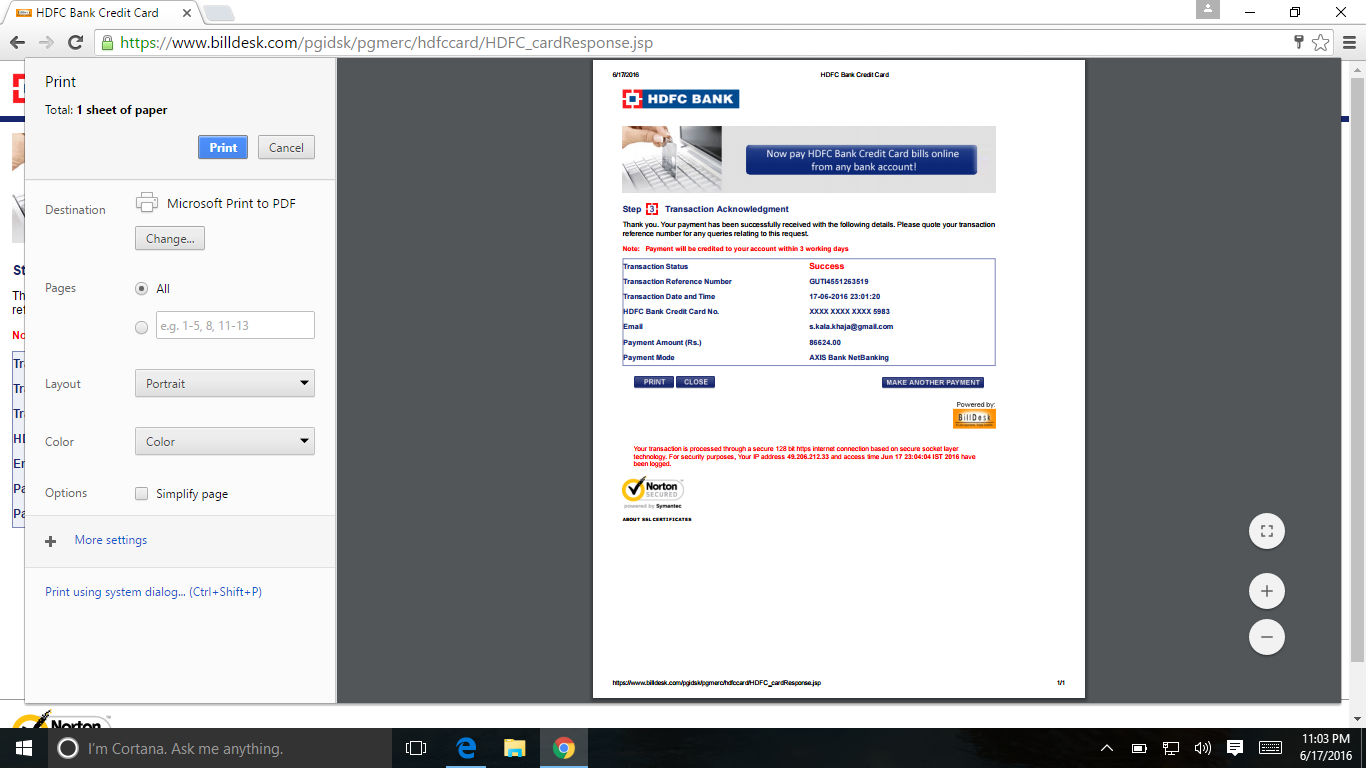 HDFC Bank Credit Card
https://www.billdesk.com/pgidsk/pgmerc/hdfccard/HDFC_cardResponse.jsp
Print
Total: 1 sheet of paper
Print Cancel
Destination Microsoft Print to PDF
Change...
Pages All
e.g. 1-5, 8, 11-13
Layout Portrait
Color Color
Options Simplify page
More settings
Print using system dialog... (Ctrl+Shift+P)
6/17/2016 HDFC Bank Credit Card
HDFC BANK
Now pay HDFC Bank Credit Card bills online
from any bank account!
Step 3 Transaction Acknowledgment
Thank you. Your payment has been successfully received with the following details. Please quote your transaction
reference number for any queries relating to this request.
Note: Payment will be credited to your account within 3 working days
Transaction Status Success
Transaction Reference Number GUTI4551263519
Transaction Date and Time 17-06-2016 23:01:20
HDFC Bank Credit Card No. XXXX XXXX XXXX 5983
Email s.kala.khaja@gmail.com
Payment Amount (Rs.) 86624.00
Payment Mode AXIS Bank NetBanking
PRINT CLOSE MAKE ANOTHER PAYMENT
Powered by:
BillDesk
Your transaction is processed through a secure 128 bit https internet connection based on secure socket layer
technology. For security purposes, Your IP address 49.206.212.33 and access time Jun 17 23:04:04 IST 2016 have
been logged.
Norton
SECURED
powered by Symantec
ABOUT SSL CERTIFICATES
https://www.billdesk.com/pgidsk/pgmerc/hdfccard/HDFC_cardResponse.jsp 1/1
St
Th
ref
No
Tr
Tr
Tr
HI
En
Pa
Pa
Norton
I'm Cortana. Ask me anything.
11:03 PM
6/17/2016